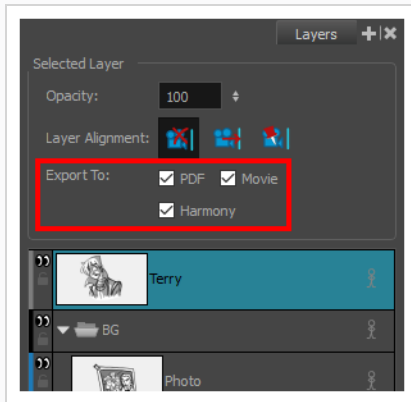 Layers
Selected Layer
Opacity: 100
Layer Alignment:
Export To: PDF Movie
Harmony
Terry
BG
Photo